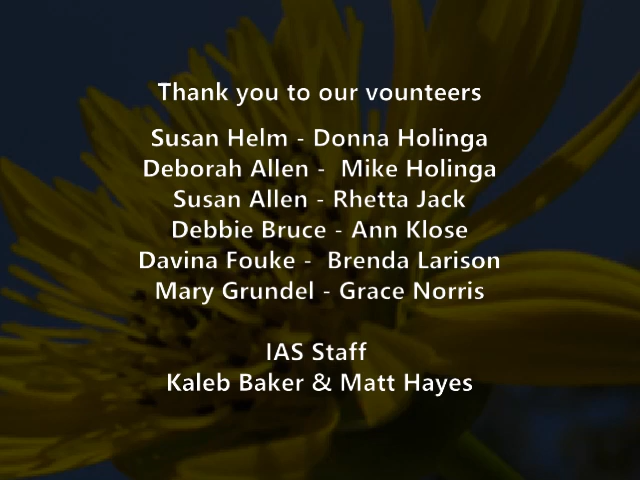 Thank you to our vounteers
Susan Helm - Donna Holinga
Deborah Allen -  Mike Holinga
Susan Allen - Rhetta Jack
Debbie Bruce - Ann Klose
Davina Fouke -  Brenda Larison
Mary Grundel - Grace Norris
IAS Staff
Kaleb Baker & Matt Hayes